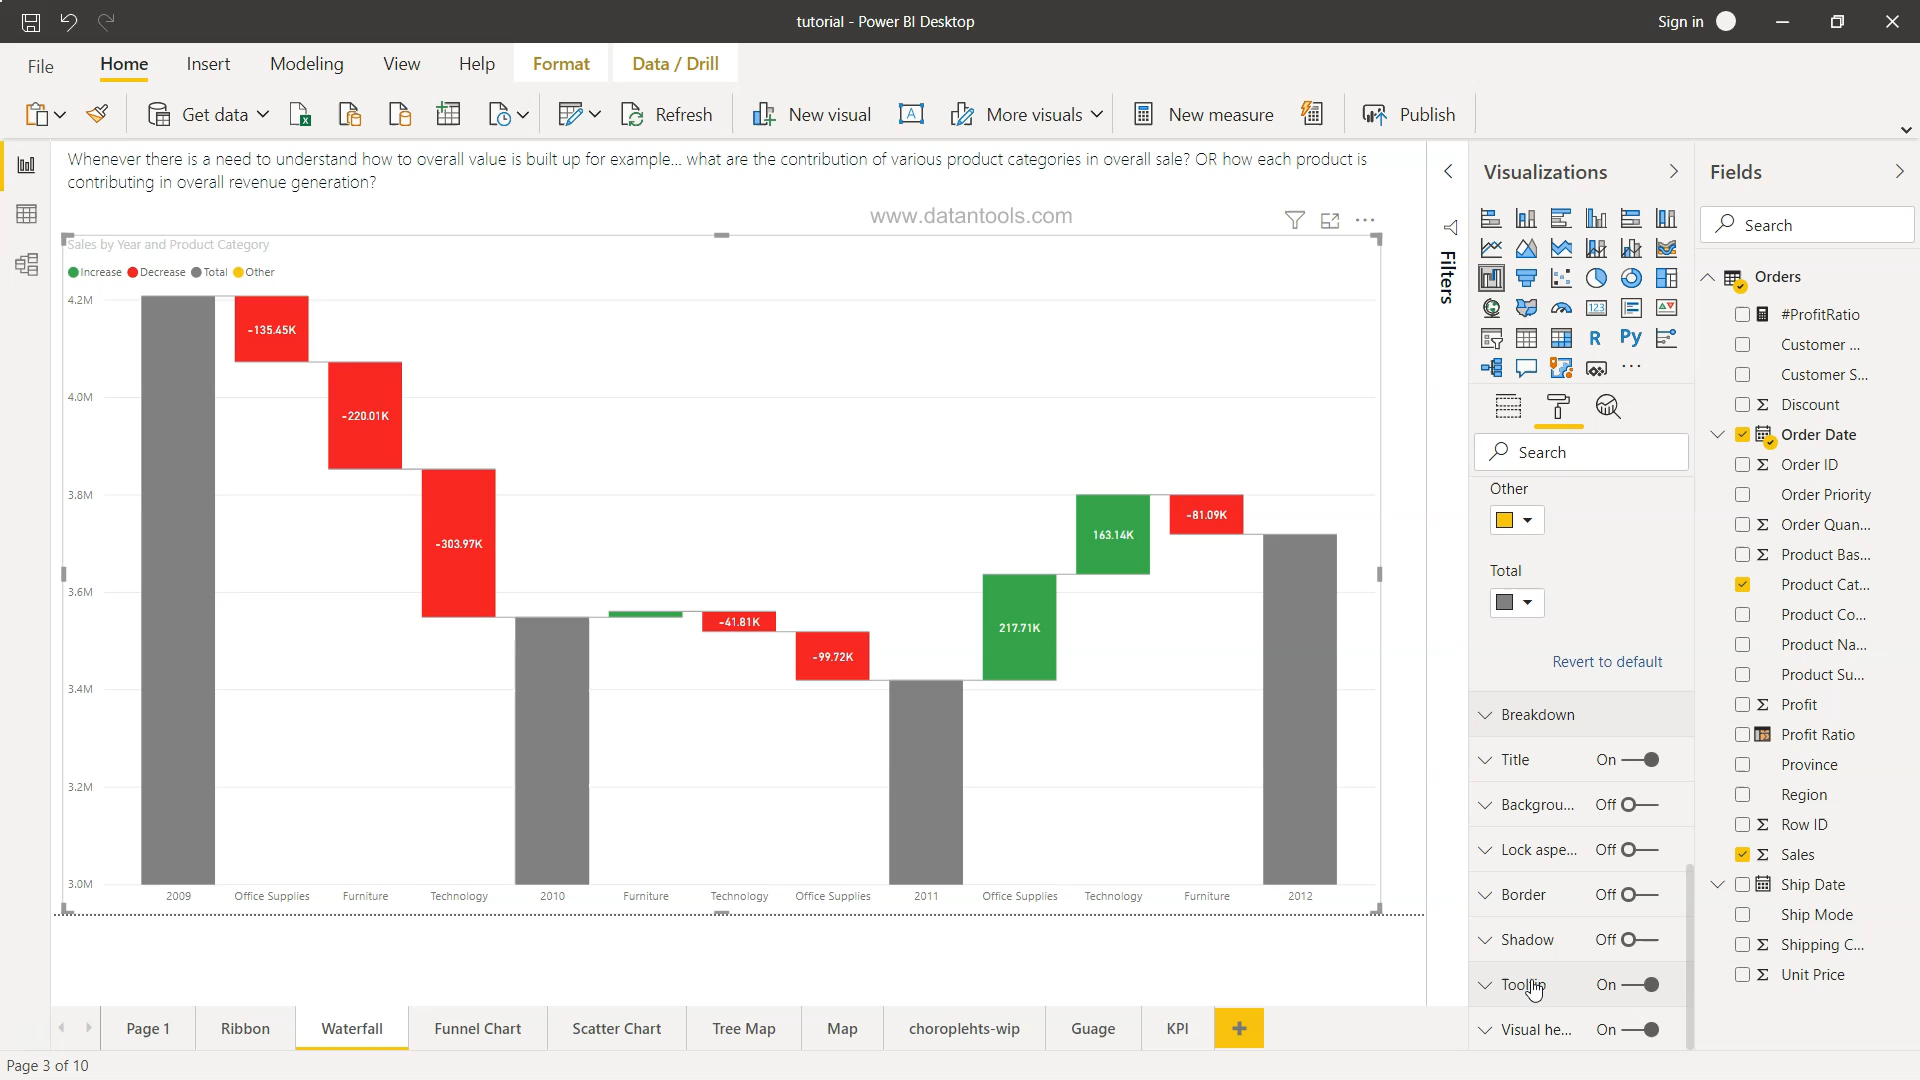 tutorial - Power BI Desktop
Sign in
File
Home
Insert
Modeling
View
Help
Format
Data / Drill
Get data
Refresh
New visual
More visuals
New measure
Publish
Whenever there is a need to understand how to overall value is built up for example... what are the contribution of various product categories in overall sale? OR how each product is
contributing in overall revenue generation?
www.datantools.com
Sales by Year and Product Category
Increase
Decrease
Total
Other
4.2M
4.0M
3.8M
3.6M
3.4M
3.2M
3.0M
-135.45K
-220.01K
-303.97K
-41.81K
-99.72K
217.71K
163.14K
-81.09K
2009
Office Supplies
Furniture
Technology
2010
Furniture
Technology
Office Supplies
2011
Office Supplies
Technology
Furniture
2012
Filters
Visualizations
123
R
Py
Search
Other
Total
Revert to default
Breakdown
Title On
Backgrou... Off
Lock aspe... Off
Border Off
Shadow Off
Tooltip On
Visual he... On
Fields
Search
Orders
#ProfitRatio
Customer ...
Customer S...
Discount
Order Date
Order ID
Order Priority
Order Quan...
Product Bas...
Product Cat...
Product Co...
Product Na...
Product Su...
Profit
Profit Ratio
Province
Region
Row ID
Sales
Ship Date
Ship Mode
Shipping C...
Unit Price
Page 1
Ribbon
Waterfall
Funnel Chart
Scatter Chart
Tree Map
Map
choroplehts-wip
Guage
KPI
Page 3 of 10